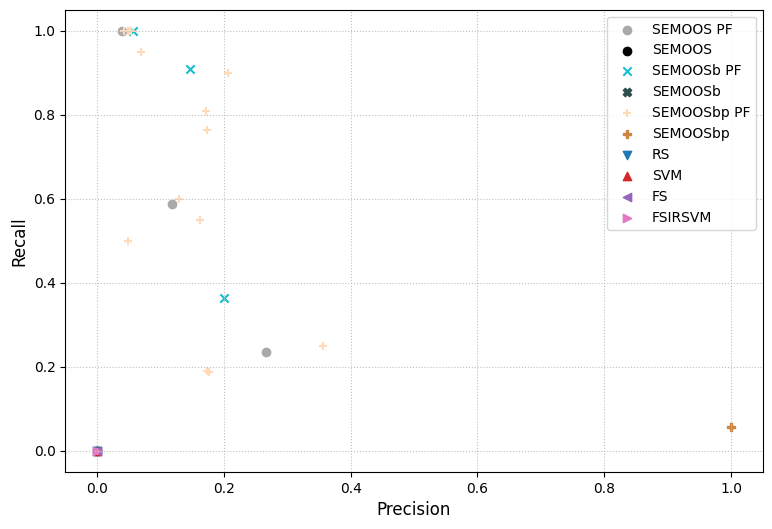 1.0
0.8
0.6
0.4
0.2
0.0
Recall
SEMOOS PF
SEMOOS
SEMOOSb PF
SEMOOSb
SEMOOSbp PF
SEMOOSbp
RS
SVM
FS
FSIRSVM
0.0 0.2 0.4 0.6 0.8 1.0
Precision